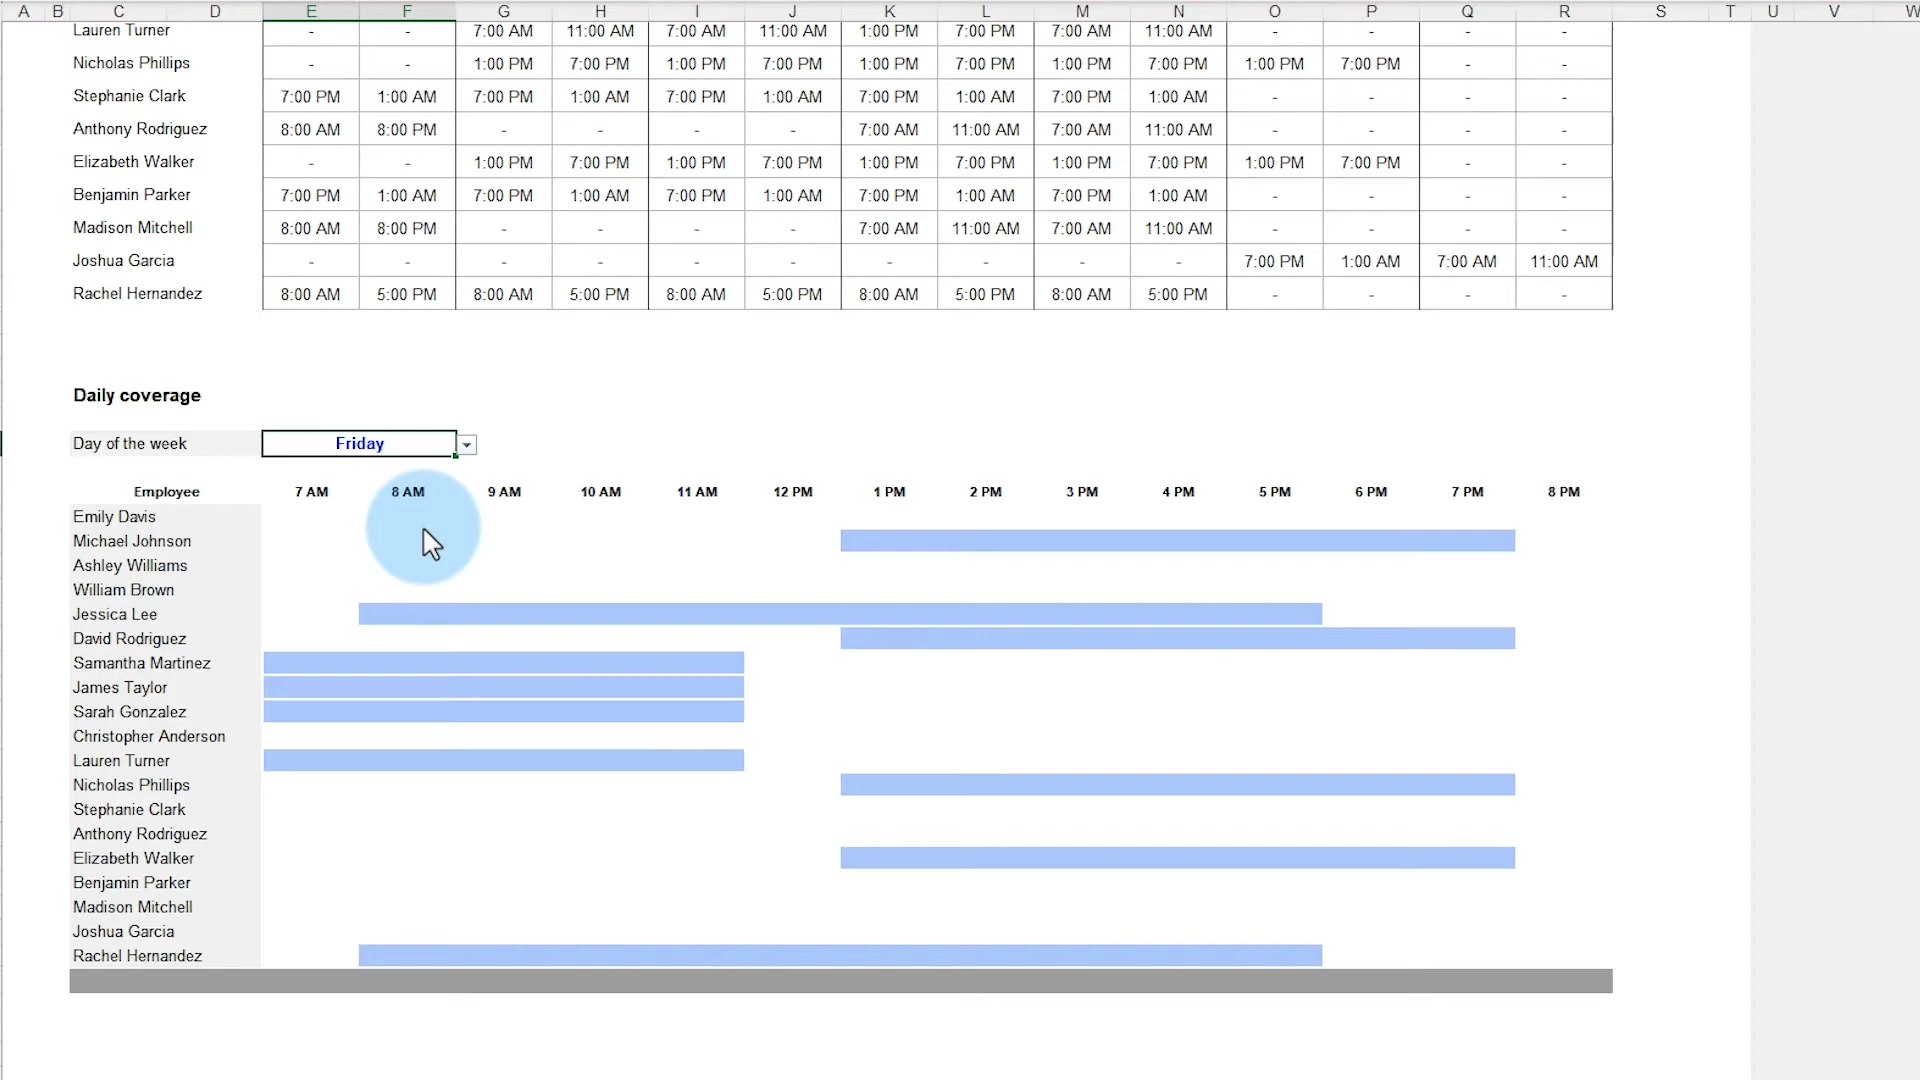 A B C D E F G H I J K L M N O P Q R S T U V W
Lauren Turner - - 7:00 AM 11:00 AM 7:00 AM 11:00 AM 1:00 PM 7:00 PM 7:00 AM 11:00 AM - - - -
Nicholas Phillips - - 1:00 PM 7:00 PM 1:00 PM 7:00 PM 1:00 PM 7:00 PM 1:00 PM 7:00 PM 1:00 PM 7:00 PM - -
Stephanie Clark 7:00 PM 1:00 AM 7:00 PM 1:00 AM 7:00 PM 1:00 AM 7:00 PM 1:00 AM 7:00 PM 1:00 AM - - - -
Anthony Rodriguez 8:00 AM 8:00 PM - - - - 7:00 AM 11:00 AM 7:00 AM 11:00 AM - - - -
Elizabeth Walker - - 1:00 PM 7:00 PM 1:00 PM 7:00 PM 1:00 PM 7:00 PM 1:00 PM 7:00 PM 1:00 PM 7:00 PM - -
Benjamin Parker 7:00 PM 1:00 AM 7:00 PM 1:00 AM 7:00 PM 1:00 AM 7:00 PM 1:00 AM 7:00 PM 1:00 AM - - - -
Madison Mitchell 8:00 AM 8:00 PM - - - - 7:00 AM 11:00 AM 7:00 AM 11:00 AM - - - -
Joshua Garcia - - - - - - - - - - 7:00 PM 1:00 AM 7:00 AM 11:00 AM
Rachel Hernandez 8:00 AM 5:00 PM 8:00 AM 5:00 PM 8:00 AM 5:00 PM 8:00 AM 5:00 PM 8:00 AM 5:00 PM - - - -
Daily coverage
Day of the week Friday
Employee 7 AM 8 AM 9 AM 10 AM 11 AM 12 PM 1 PM 2 PM 3 PM 4 PM 5 PM 6 PM 7 PM 8 PM
Emily Davis
Michael Johnson
Ashley Williams
William Brown
Jessica Lee
David Rodriguez
Samantha Martinez
James Taylor
Sarah Gonzalez
Christopher Anderson
Lauren Turner
Nicholas Phillips
Stephanie Clark
Anthony Rodriguez
Elizabeth Walker
Benjamin Parker
Madison Mitchell
Joshua Garcia
Rachel Hernandez